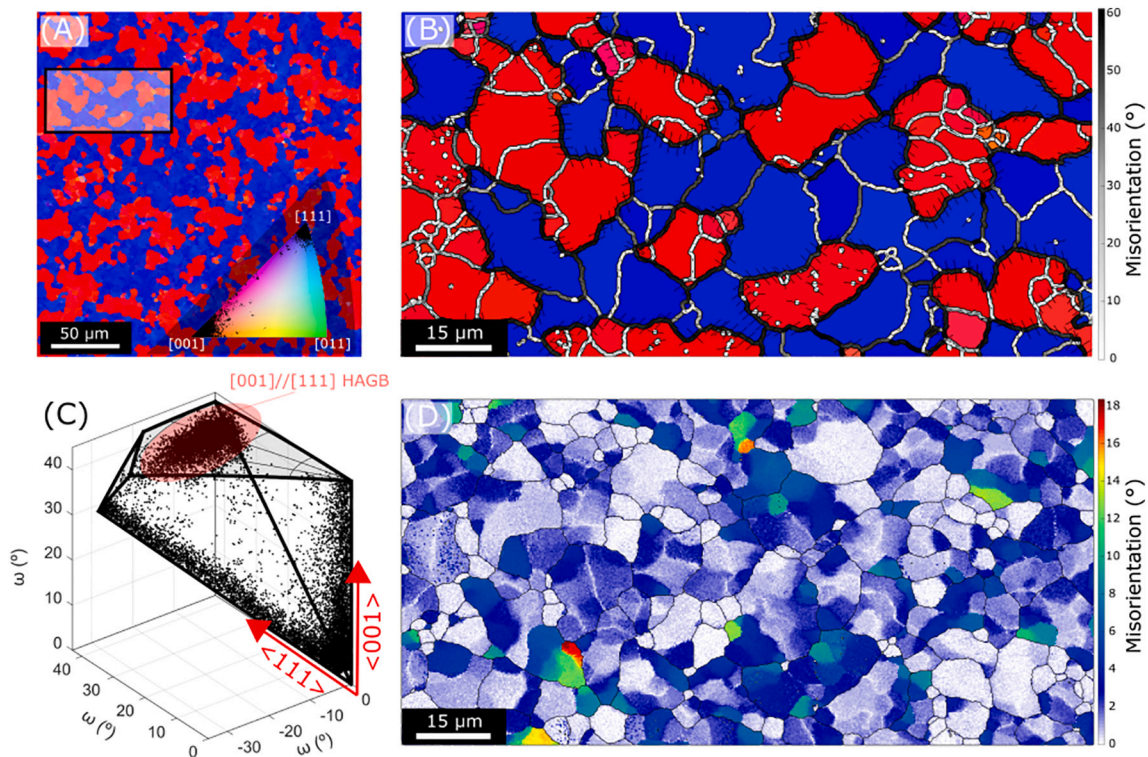 (A)
[111]
[001]
[011]
50 µm
(B)
15 µm
60
50
40
30
20
10
0
Misorientation (°)
(C)
[001]//[111] HAGB
40
30
20
10
0
ω (º)
40
30
20
10
0
ω (º)
-30
-20
-10
0
ω (º)
<111>
<001>
(D)
15 µm
18
16
14
12
10
8
6
4
2
0
Misorientation (°)